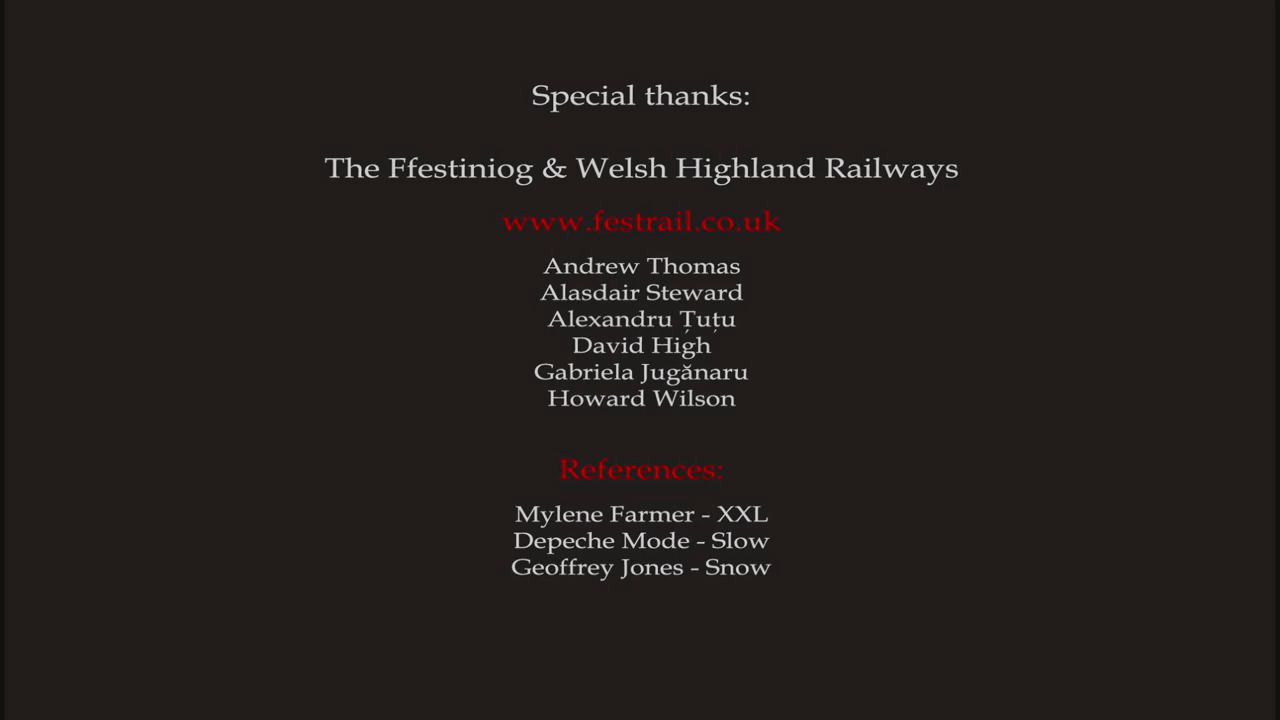 Special thanks:
The Ffestiniog & Welsh Highland Railways
www.festrail.co.uk
Andrew Thomas
Alasdair Steward
Alexandru Țuțu
David High
Gabriela Jugănaru
Howard Wilson
References:
Mylene Farmer - XXL
Depeche Mode - Slow
Geoffrey Jones - Snow